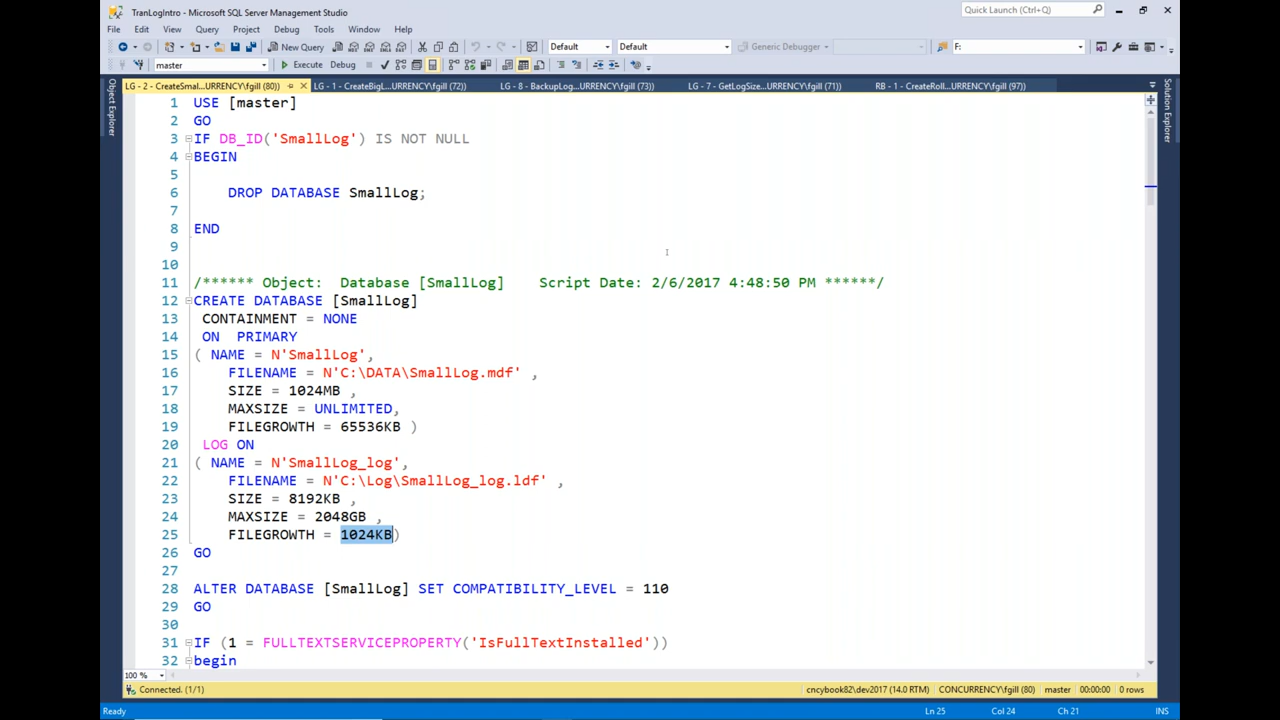 TranLogIntro - Microsoft SQL Server Management Studio
Quick Launch (Ctrl+Q)
File Edit View Query Project Debug Tools Window Help
New Query Default Default Generic Debugger F:
master Execute Debug
LG - 2 - CreateSmal...URRENCY\fgill (80)) LG - 1 - CreateBigL...URRENCY\fgill (72)) LG - 8 - BackupLog...URRENCY\fgill (73)) LG - 7 - GetLogSize...URRENCY\fgill (71)) RB - 1 - CreateRoll...URRENCY\fgill (97))
Object Explorer
Solution Explorer
1 USE [master]
2 GO
3 IF DB_ID('SmallLog') IS NOT NULL
4 BEGIN
5
6 DROP DATABASE SmallLog;
7
8 END
9
10
11 /****** Object: Database [SmallLog] Script Date: 2/6/2017 4:48:50 PM ******/
12 CREATE DATABASE [SmallLog]
13 CONTAINMENT = NONE
14 ON PRIMARY
15 ( NAME = N'SmallLog',
16 FILENAME = N'C:\DATA\SmallLog.mdf' ,
17 SIZE = 1024MB ,
18 MAXSIZE = UNLIMITED,
19 FILEGROWTH = 65536KB )
20 LOG ON
21 ( NAME = N'SmallLog_log',
22 FILENAME = N'C:\Log\SmallLog_log.ldf' ,
23 SIZE = 8192KB ,
24 MAXSIZE = 2048GB ,
25 FILEGROWTH = 1024KB)
26 GO
27
28 ALTER DATABASE [SmallLog] SET COMPATIBILITY_LEVEL = 110
29 GO
30
31 IF (1 = FULLTEXTSERVICEPROPERTY('IsFullTextInstalled'))
32 begin
100 %
Connected. (1/1) cncybook82\dev2017 (14.0 RTM) CONCURRENCY\fgill (80) master 00:00:00 0 rows
Ready Ln 25 Col 24 Ch 21 INS